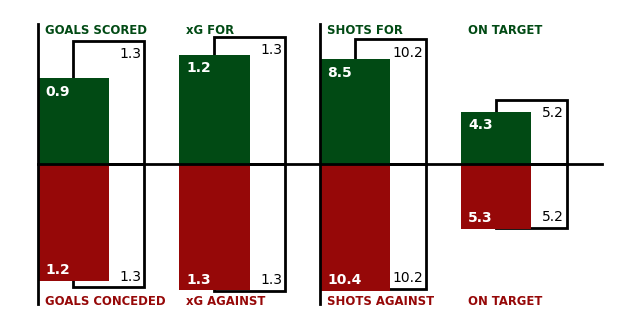 GOALS SCORED xG FOR SHOTS FOR ON TARGET
1.3 1.3 10.2
0.9 1.2 8.5
4.3 5.2
5.3 5.2
1.2 1.3 1.3 1.3 10.4 10.2
GOALS CONCEDED xG AGAINST SHOTS AGAINST ON TARGET